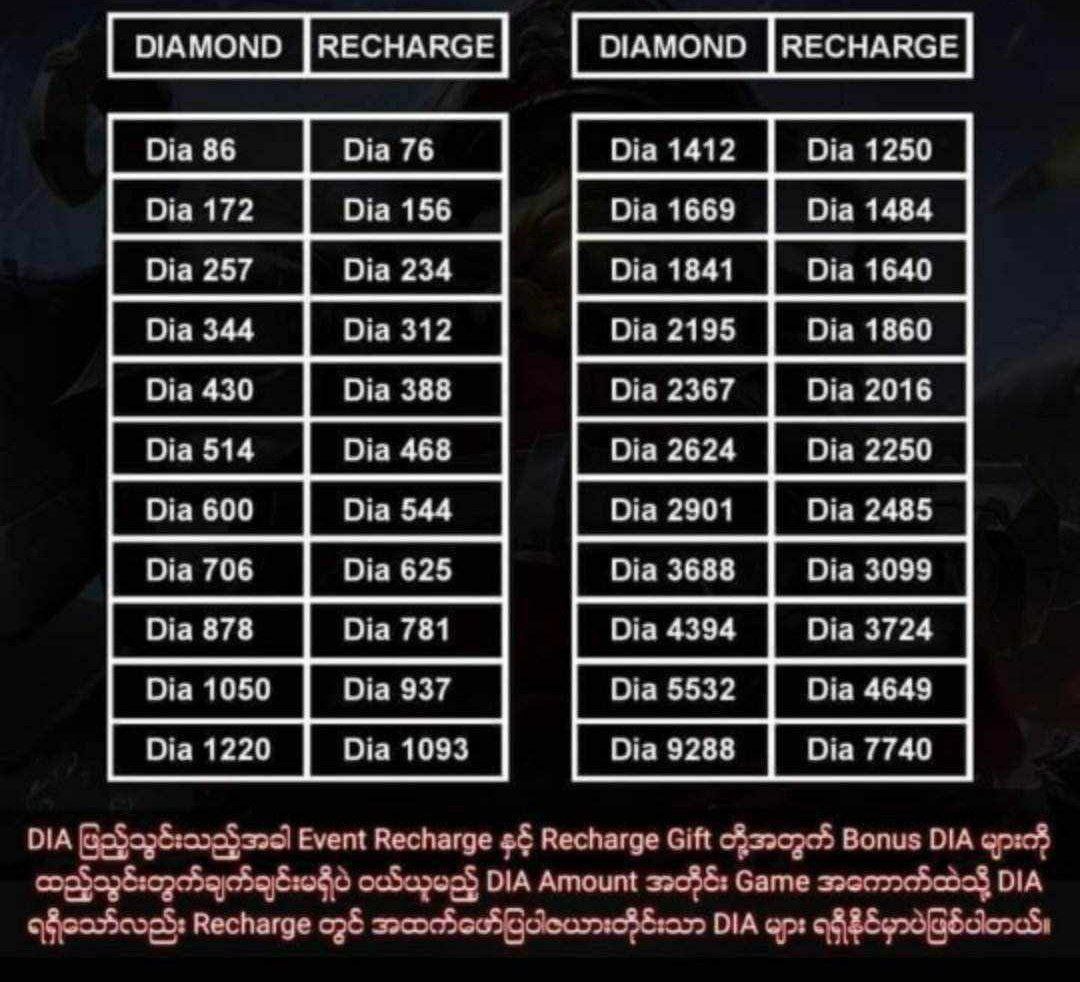 DIAMOND RECHARGE
Dia 86 Dia 76
Dia 172 Dia 156
Dia 257 Dia 234
Dia 344 Dia 312
Dia 430 Dia 388
Dia 514 Dia 468
Dia 600 Dia 544
Dia 706 Dia 625
Dia 878 Dia 781
Dia 1050 Dia 937
Dia 1220 Dia 1093
DIAMOND RECHARGE
Dia 1412 Dia 1250
Dia 1669 Dia 1484
Dia 1841 Dia 1640
Dia 2195 Dia 1860
Dia 2367 Dia 2016
Dia 2624 Dia 2250
Dia 2901 Dia 2485
Dia 3688 Dia 3099
Dia 4394 Dia 3724
Dia 5532 Dia 4649
Dia 9288 Dia 7740
DIA ဖြည့်သွင်းသည့်အခါ Event Recharge နှင့် Recharge Gift တို့အတွက် Bonus DIA များကို
ထည့်သွင်းတွက်ချက်ချင်းမရှိပဲ ဝယ်ယူမည့် DIA Amount အတိုင်း Game အကောက်ထဲသို့ DIA
ရရှိသော်လည်း Recharge တွင် အထက်ဖော်ပြပါဇယားတိုင်းသာ DIA များ ရရှိနိုင်မှာပဲဖြစ်ပါတယ်။